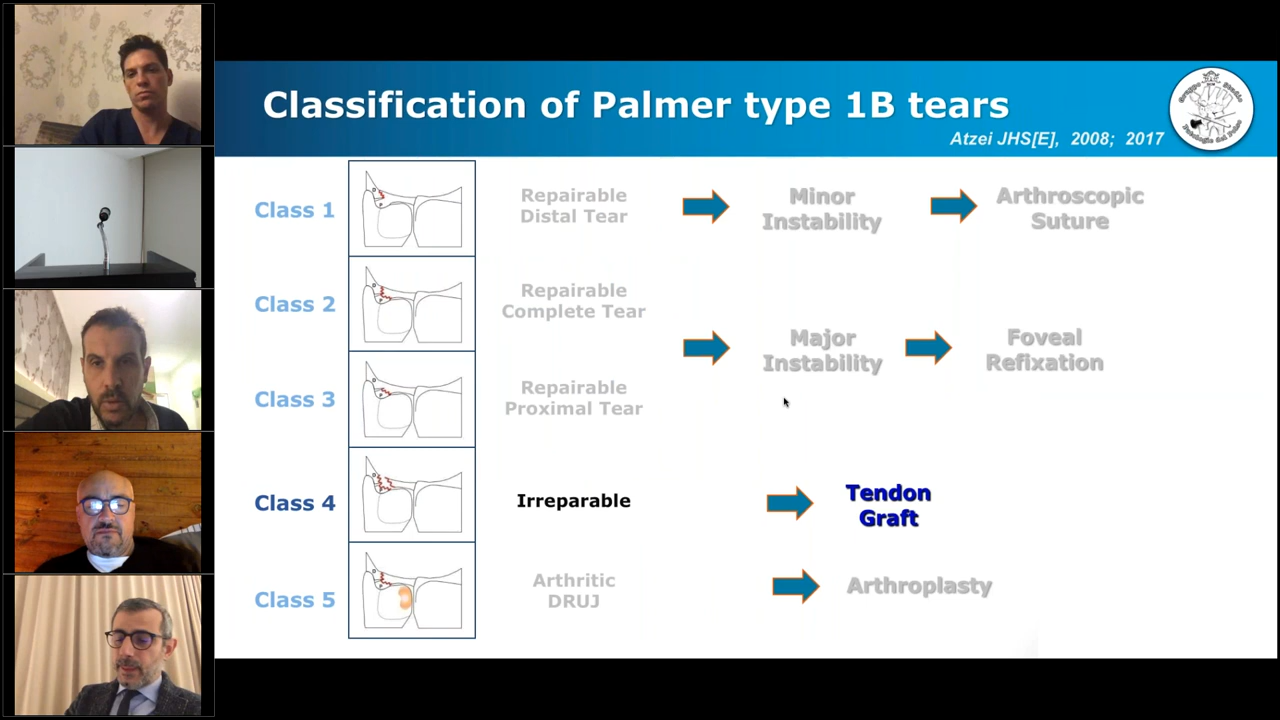 Classification of Palmer type 1B tears
Atzei JHS[E], 2008; 2017
Class 1
Repairable
Distal Tear
Minor
Instability
Arthroscopic
Suture
Class 2
Repairable
Complete Tear
Major
Instability
Foveal
Refixation
Class 3
Repairable
Proximal Tear
Class 4
Irreparable
Tendon
Graft
Class 5
Arthritic
DRUJ
Arthroplasty